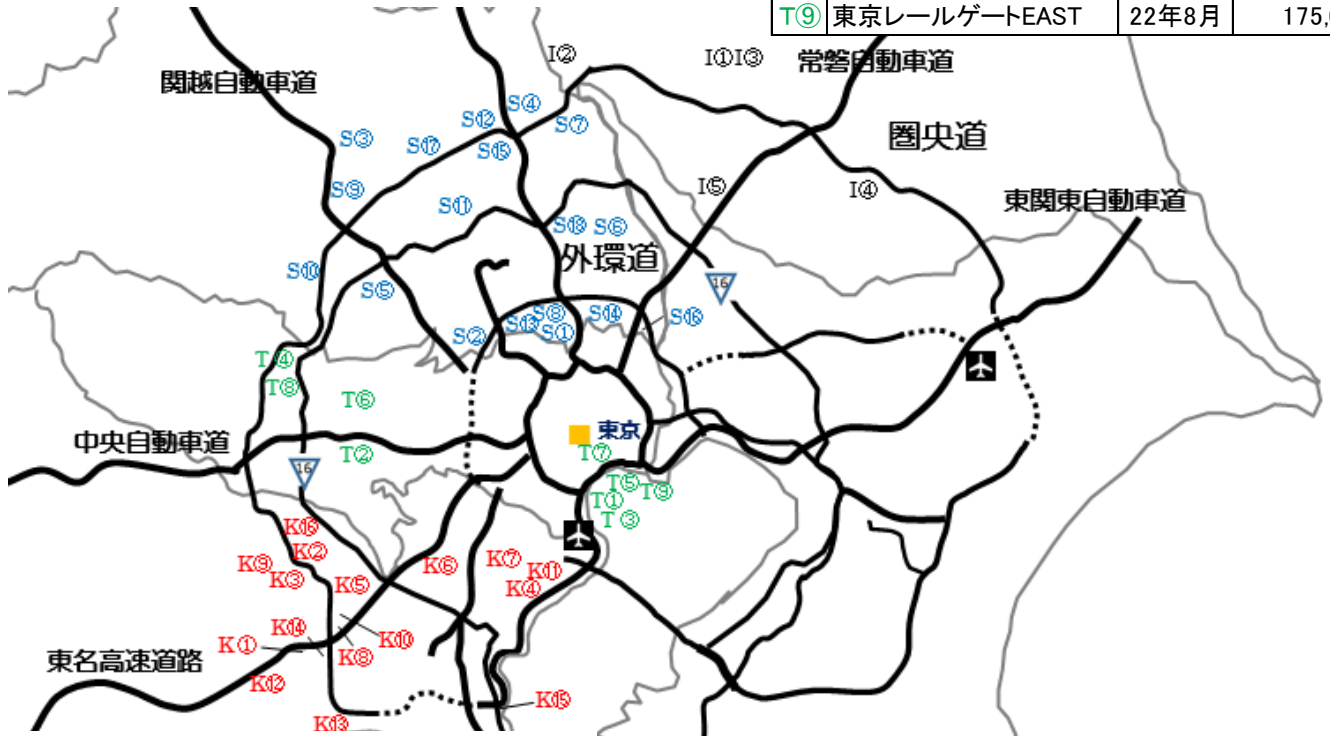 T⑨ 東京レールゲートEAST 22年8月 175,
I② I①I③ 常磐自動車道
関越自動車道
S④
S⑫ S⑦
S③ S⑰ S⑮
圏央道
S⑨ I⑤ I④
東関東自動車道
S⑪
S⑱ S⑥
外環道
S⑩
S⑤ 16
S⑧ S⑭ S⑯
S⑬
S② S①
T④
T⑧
T⑥
東京
中央自動車道
T② T⑦
16
T⑤ T⑨
T①
T③
K⑯
K②
K⑨ K⑦
K⑥ K⑪
K③ K⑤ K④
K⑭
K① K⑩
K⑧
東名高速道路
K⑫
K⑮
K⑬